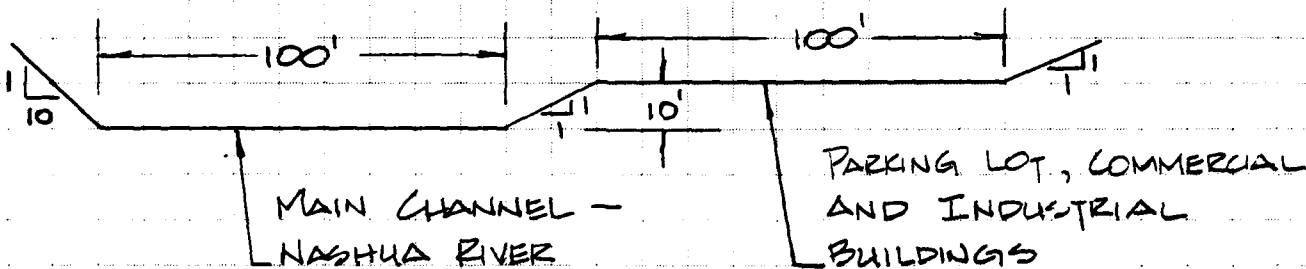 100'
100'
1
10
1
1
10'
1
1
MAIN CHANNEL -
NASHUA RIVER
PARKING LOT, COMMERCIAL
AND INDUSTRIAL
BUILDINGS